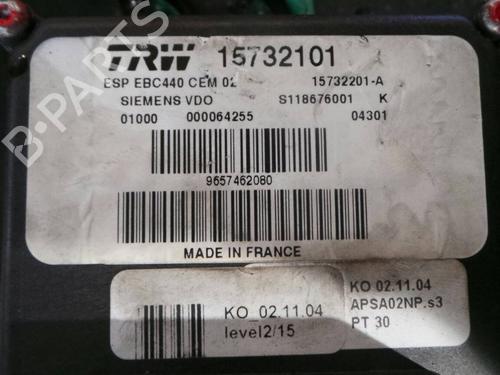 TRW 15732101
ESP EBC440 CEM 02 15732201-A
SIEMENS VDO S118676001 K
01000 000064255 04301
9657462080
MADE IN FRANCE
KO 02.11.04
level2/15
KO 02.11.04
APSA02NP.s3
PT 30
B-PARTS